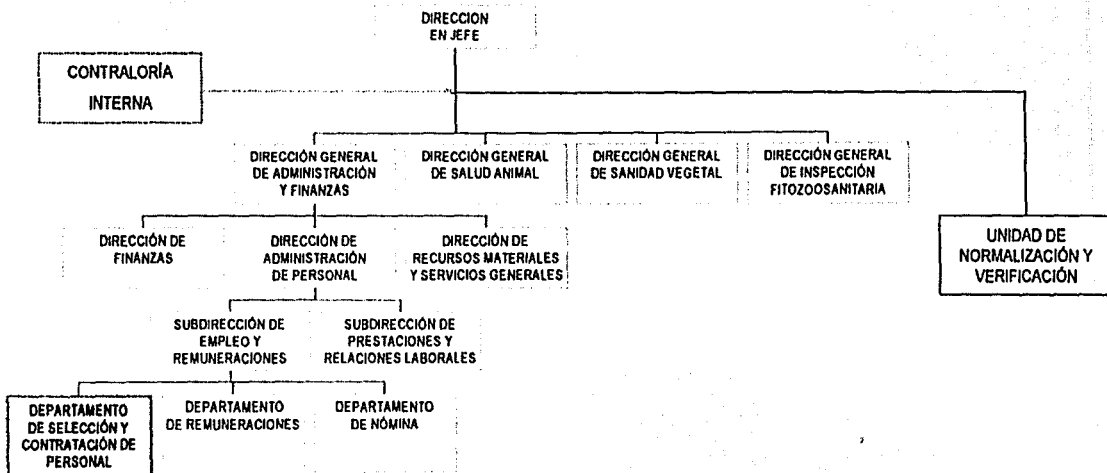 DIRECCION
EN JEFE
CONTRALORÍA
INTERNA
DIRECCIÓN GENERAL
DE ADMINISTRACIÓN
Y FINANZAS
DIRECCIÓN GENERAL
DE SALUD ANIMAL
DIRECCIÓN GENERAL
DE SANIDAD VEGETAL
DIRECCIÓN GENERAL
DE INSPECCIÓN
FITOZOOSANITARIA
UNIDAD DE
NORMALIZACIÓN Y
VERIFICACIÓN
DIRECCIÓN DE
FINANZAS
DIRECCIÓN DE
ADMINISTRACIÓN
DE PERSONAL
DIRECCIÓN DE
RECURSOS MATERIALES
Y SERVICIOS GENERALES
SUBDIRECCIÓN DE
EMPLEO Y
REMUNERACIONES
SUBDIRECCIÓN DE
PRESTACIONES Y
RELACIONES LABORALES
DEPARTAMENTO
DE SELECCIÓN Y
CONTRATACIÓN DE
PERSONAL
DEPARTAMENTO
DE REMUNERACIONES
DEPARTAMENTO
DE NÓMINA